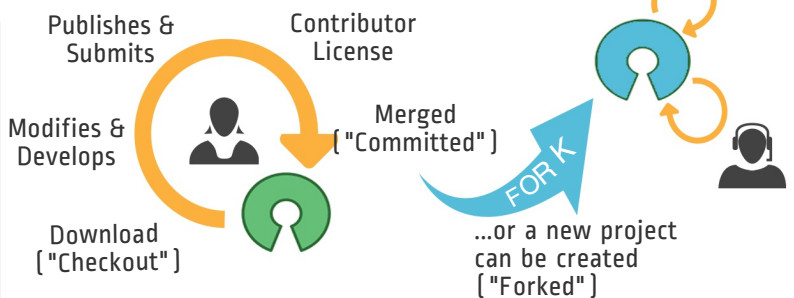 Publishes &
Submits
Contributor
License
Modifies &
Develops
Merged
("Committed")
Download
("Checkout")
FORK
...or a new project
can be created
("Forked")